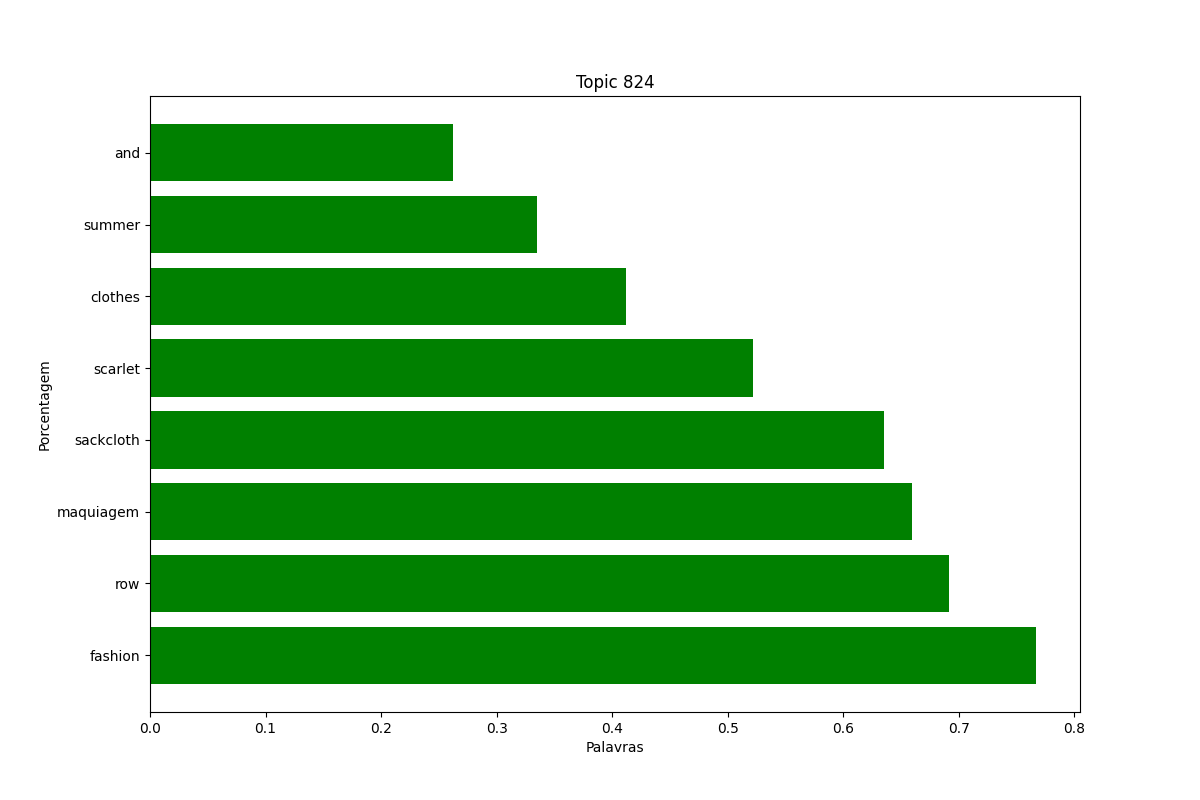 Topic 824
and
summer
clothes
scarlet
sackcloth
maquiagem
row
fashion
Porcentagem
0.0 0.1 0.2 0.3 0.4 0.5 0.6 0.7 0.8
Palavras